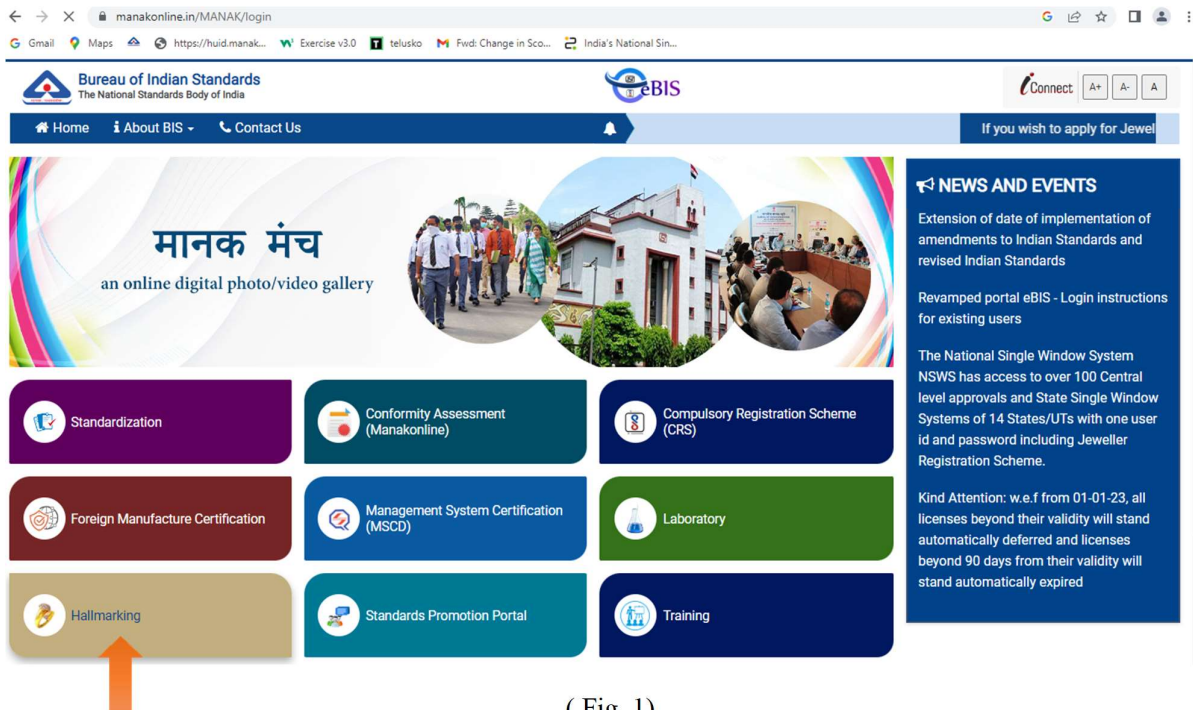 manakonline.in/MANAK/login
Gmail Maps https://huid.manak... Exercise v3.0 telusko Fwd: Change in Sco... India's National Sin...
Bureau of Indian Standards
The National Standards Body of India
eBIS
iConnect A+ A- A
Home About BIS Contact Us
If you wish to apply for Jewel
मानक मंच
an online digital photo/video gallery
Standardization
Conformity Assessment
(Manakonline)
Compulsory Registration Scheme
(CRS)
Foreign Manufacture Certification
Management System Certification
(MSCD)
Laboratory
Hallmarking
Standards Promotion Portal
Training
NEWS AND EVENTS
Extension of date of implementation of
amendments to Indian Standards and
revised Indian Standards
Revamped portal eBIS - Login instructions
for existing users
The National Single Window System
NSWS has access to over 100 Central
level approvals and State Single Window
Systems of 14 States/UTs with one user
id and password including Jeweller
Registration Scheme.
Kind Attention: w.e.f from 01-01-23, all
licenses beyond their validity will stand
automatically deferred and licenses
beyond 90 days from their validity will
stand automatically expired
( Fig. 1)